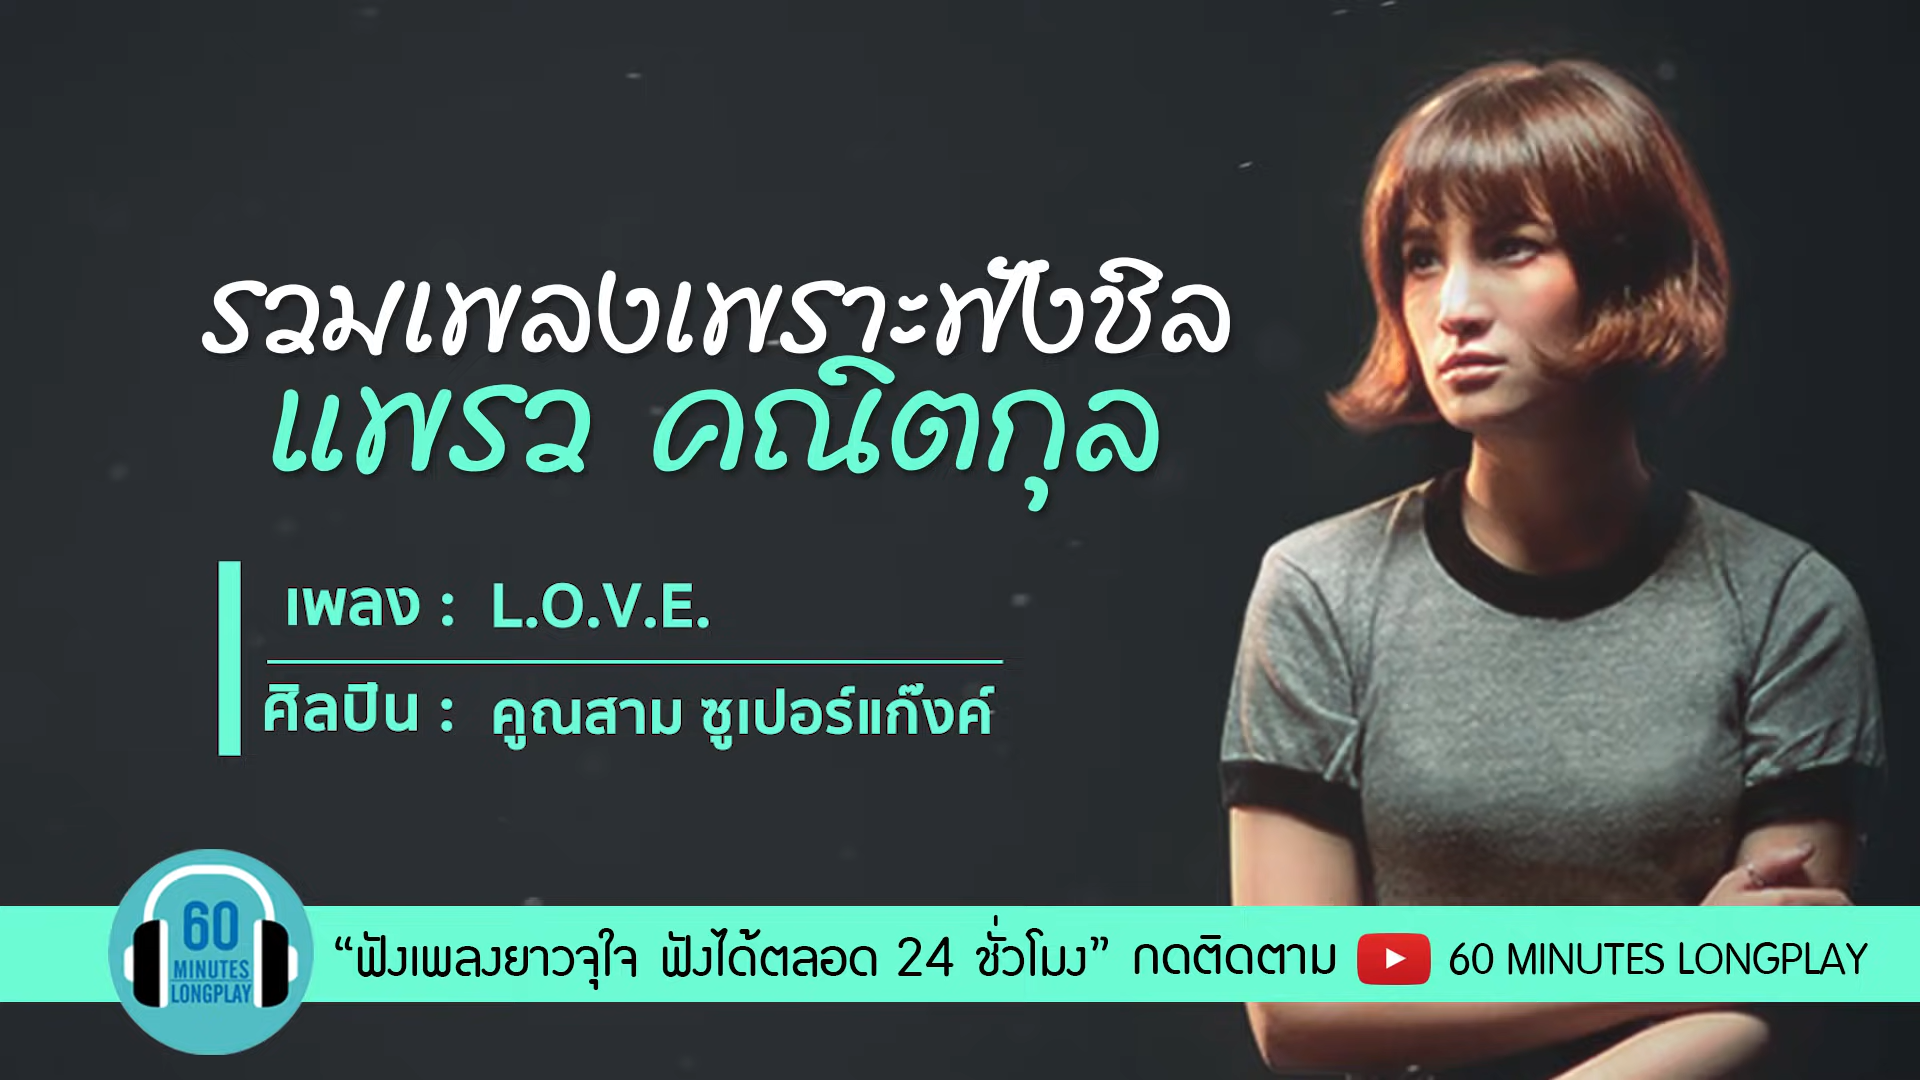 รวมเพลงเพราะฟังชิล
แพรว คณิตกุล
เพลง : L.O.V.E.
ศิลปิน : คูณสาม ซูเปอร์แก๊งค์
60
MINUTES
LONGPLAY
“ฟังเพลงยาวจุใจ ฟังได้ตลอด 24 ชั่วโมง” กดติดตาม 60 MINUTES LONGPLAY